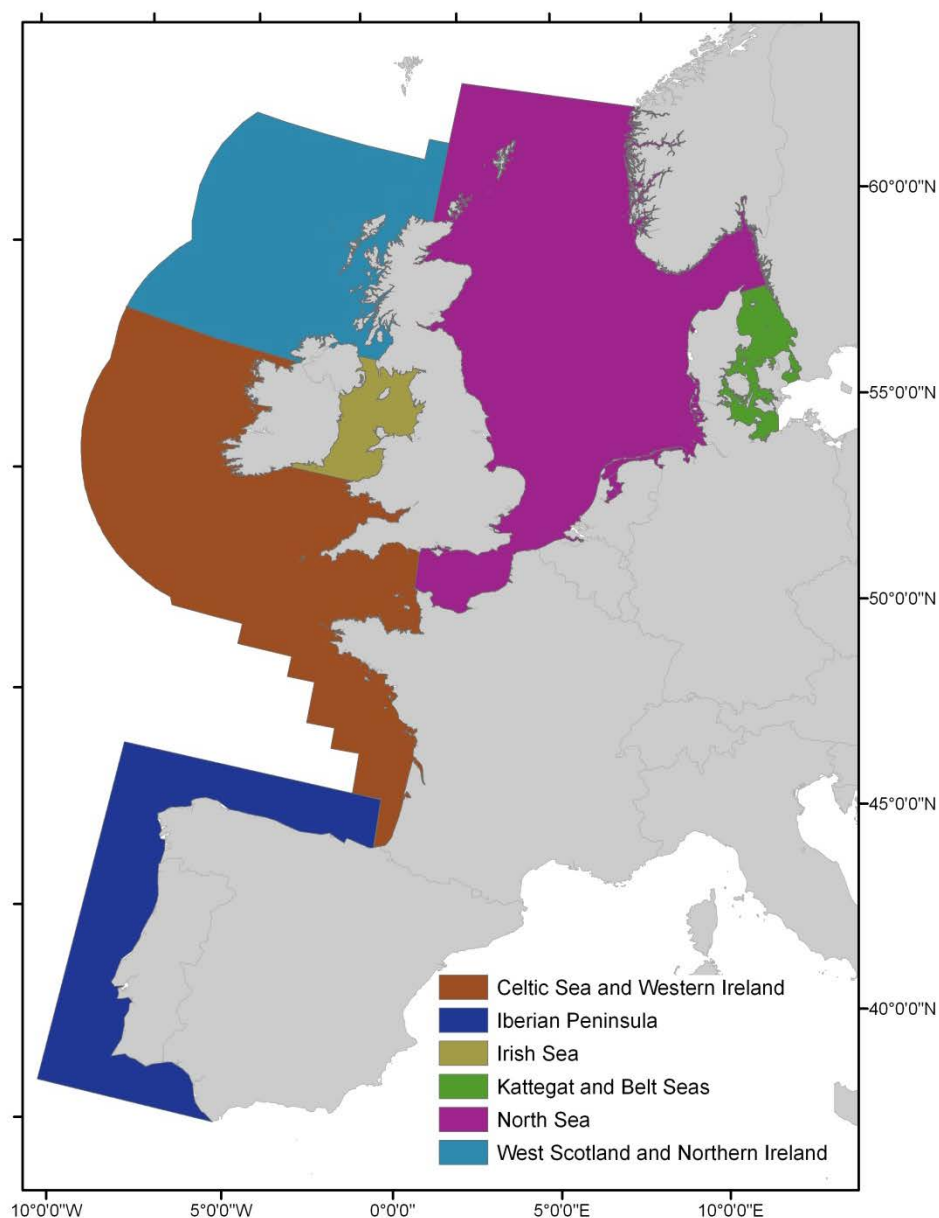 60°0'0"N
55°0'0"N
50°0'0"N
45°0'0"N
40°0'0"N
Celtic Sea and Western Ireland
Iberian Peninsula
Irish Sea
Kattegat and Belt Seas
North Sea
West Scotland and Northern Ireland
10°0'0"W 5°0'0"W 0°0'0" 5°0'0"E 10°0'0"E